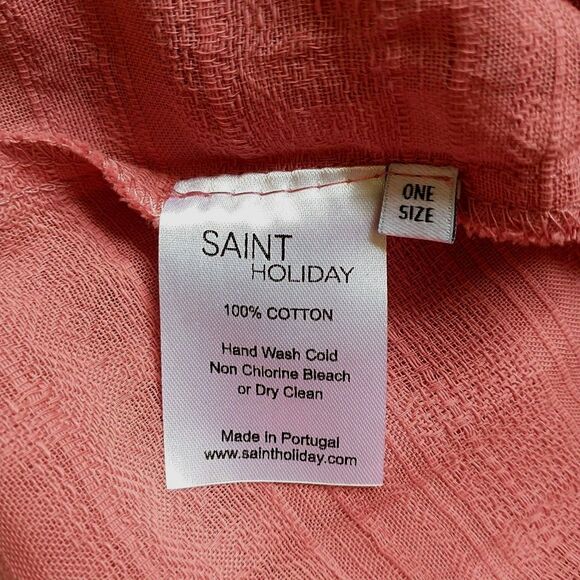 ONE
SIZE
SAINT
HOLIDAY
100% COTTON
Hand Wash Cold
Non Chlorine Bleach
or Dry Clean
Made in Portugal
www.saintholiday.com